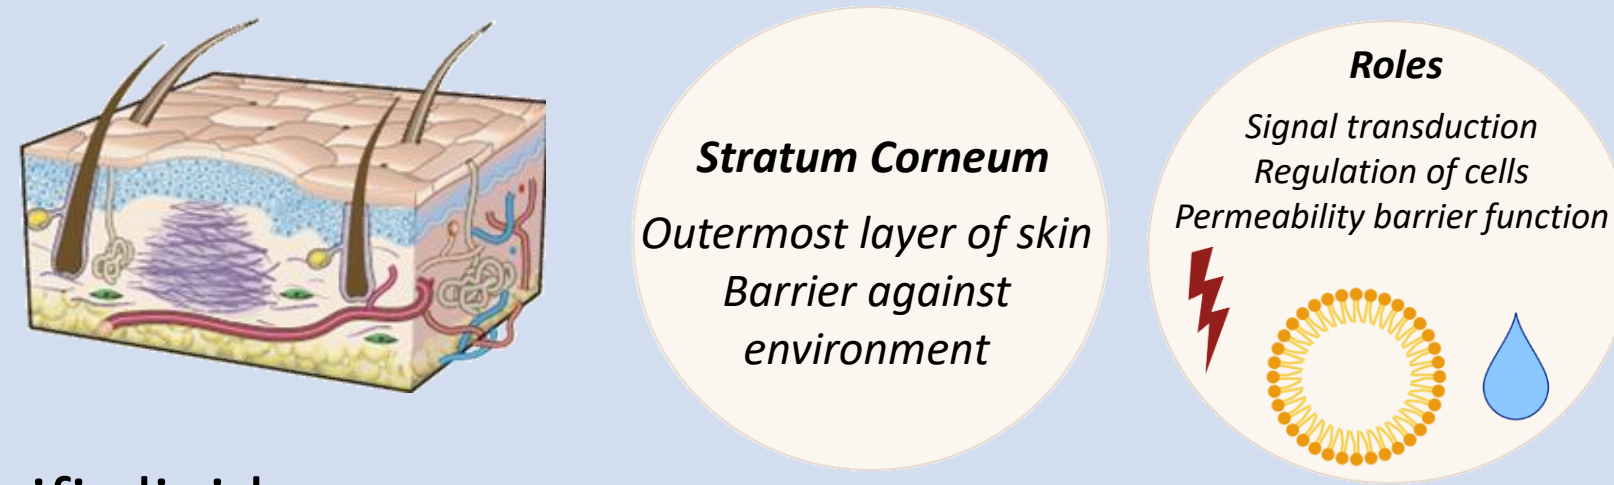 Stratum Corneum
Outermost layer of skin
Barrier against
environment
Roles
Signal transduction
Regulation of cells
Permeability barrier function